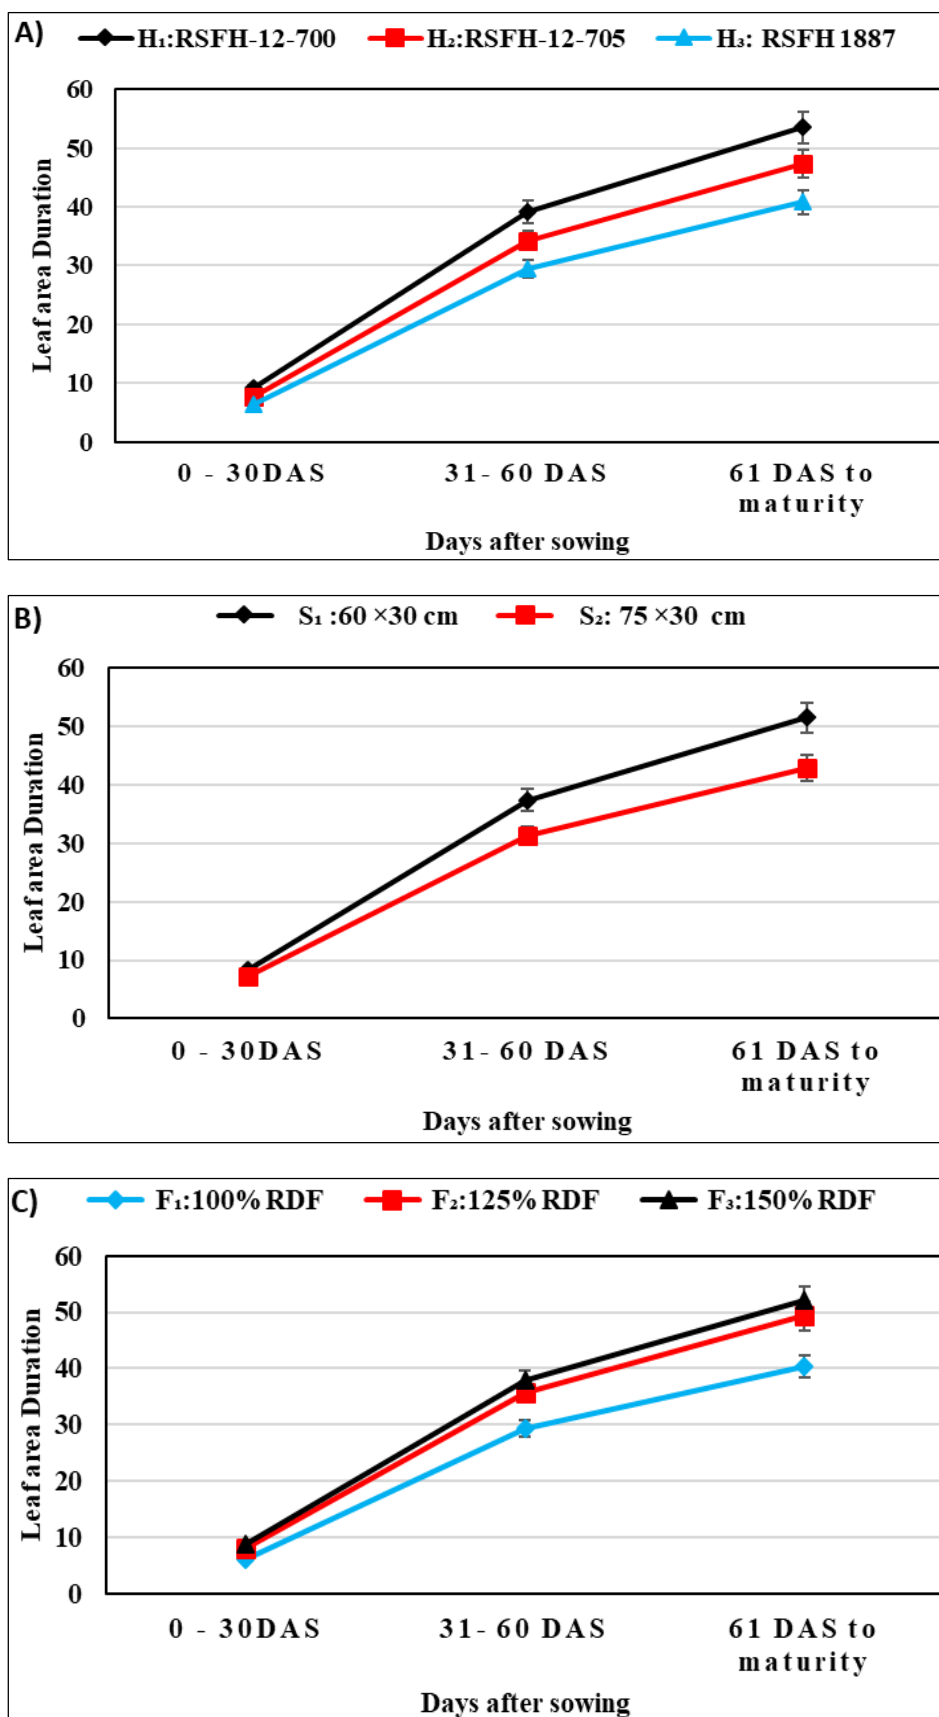 A)
H₁:RSFH-12-700 H₂:RSFH-12-705 H₃: RSFH 1887
60
50
40
30
20
10
0
Leaf area Duration
0 - 30DAS 31- 60 DAS 61 DAS to
maturity
Days after sowing
B)
S₁ :60 ×30 cm S₂: 75 ×30 cm
60
50
40
30
20
10
0
Leaf area Duration
0 - 30DAS 31- 60 DAS 61 DAS to
maturity
Days after sowing
C)
F₁:100% RDF F₂:125% RDF F₃:150% RDF
60
50
40
30
20
10
0
Leaf area Duration
0 - 30DAS 31- 60 DAS 61 DAS to
maturity
Days after sowing